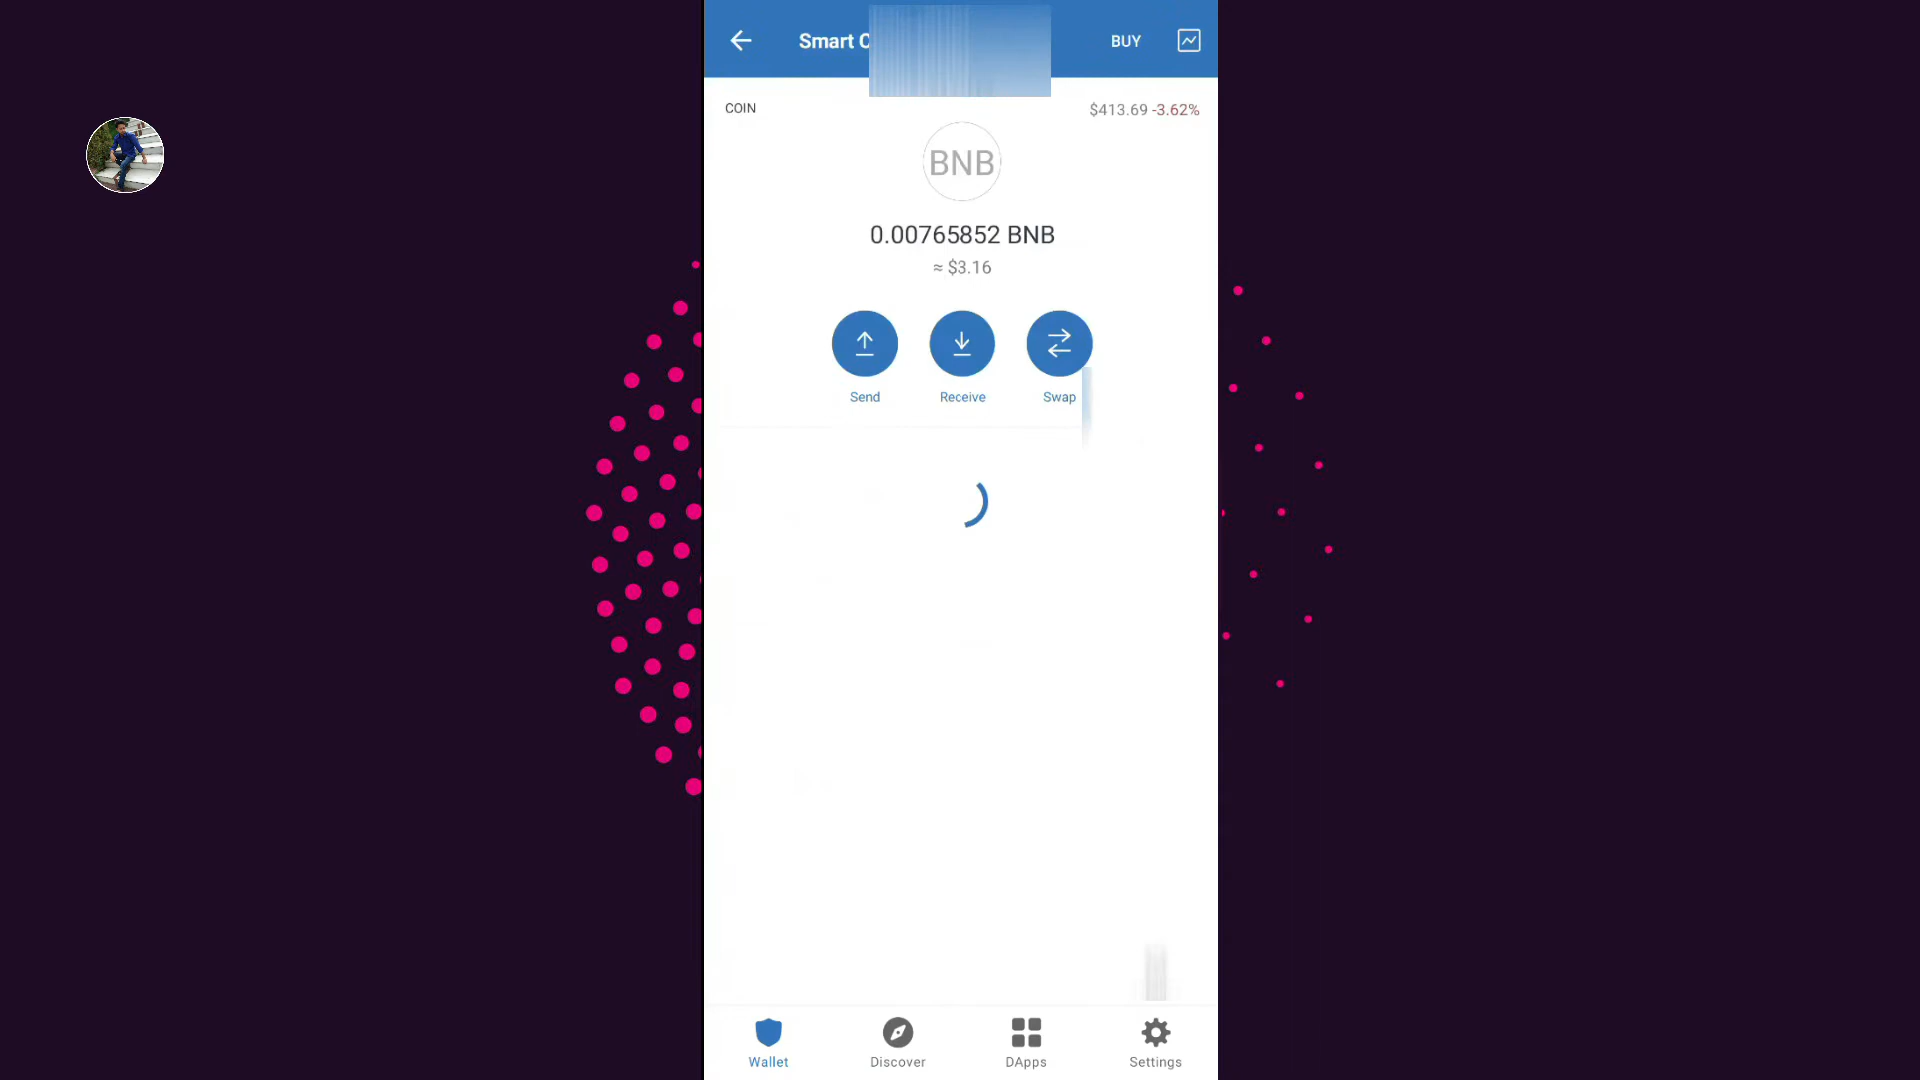 Smart C
BUY
COIN
$413.69 -3.62%
BNB
0.00765852 BNB
≈ $3.16
Send
Receive
Swap
Wallet
Discover
DApps
Settings